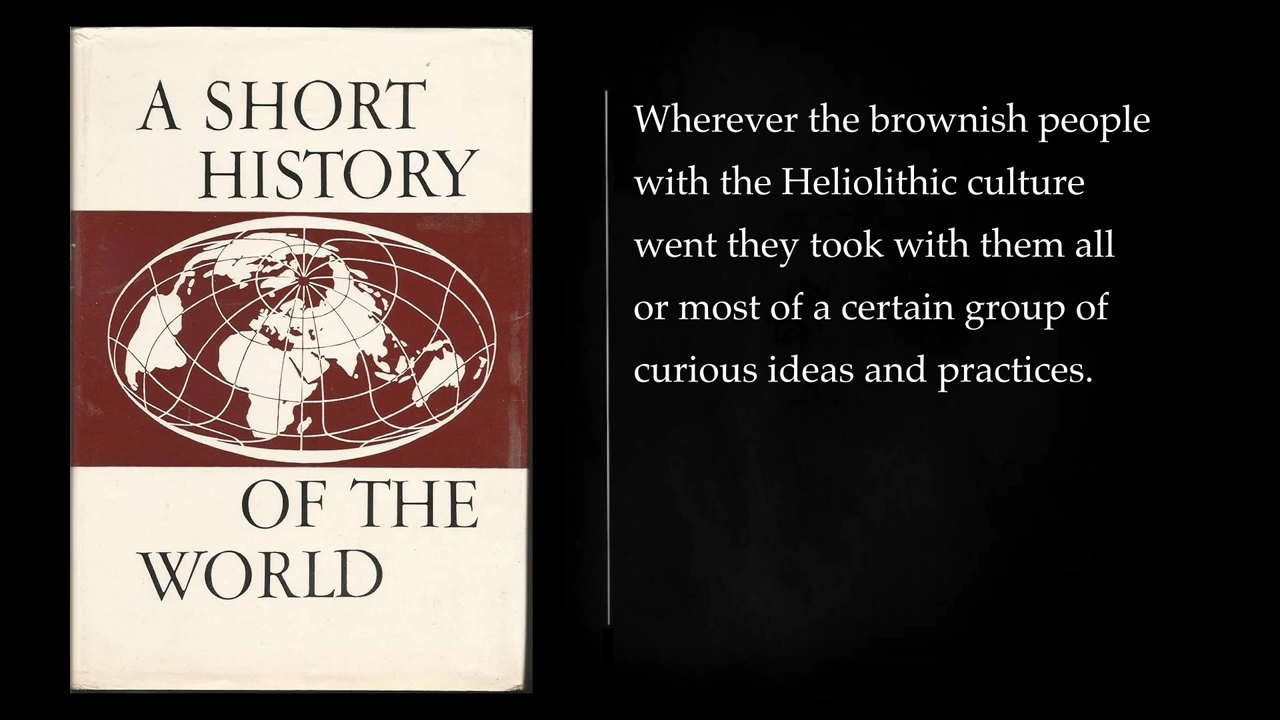 A SHORT
HISTORY
OF THE
WORLD
Wherever the brownish people
with the Heliolithic culture
went they took with them all
or most of a certain group of
curious ideas and practices.